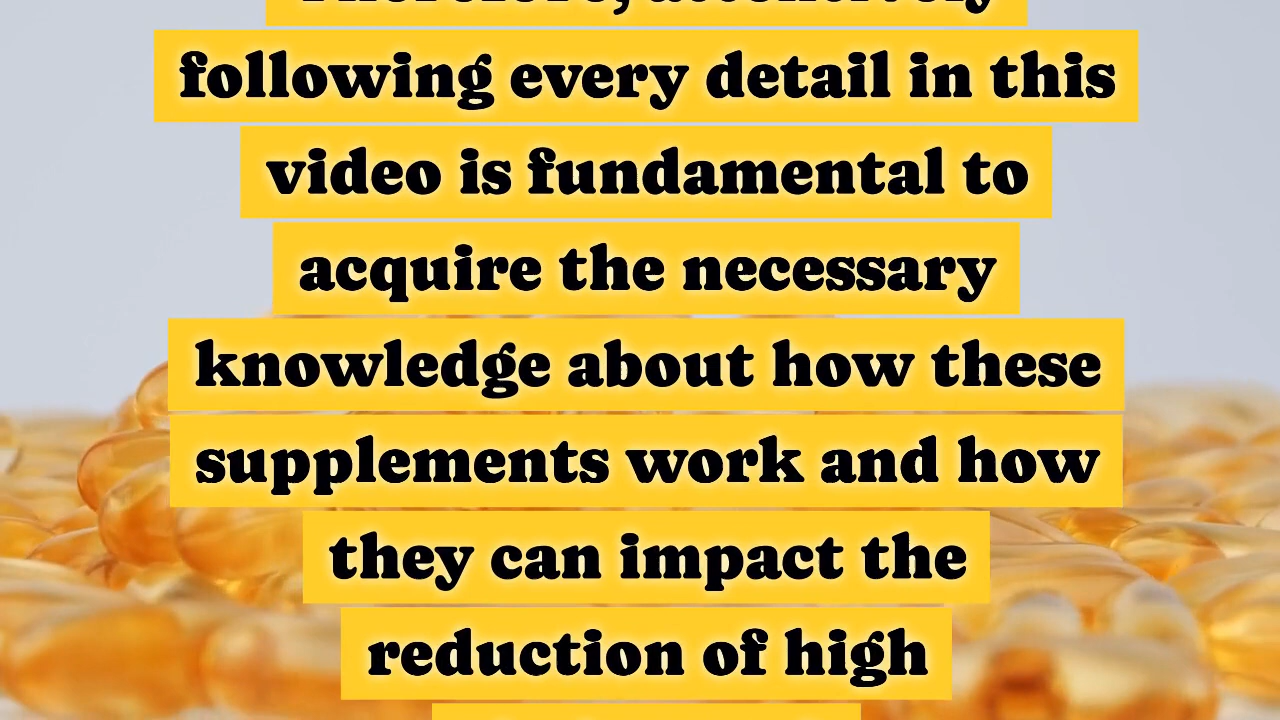 Therefore, attentively
following every detail in this
video is fundamental to
acquire the necessary
knowledge about how these
supplements work and how
they can impact the
reduction of high